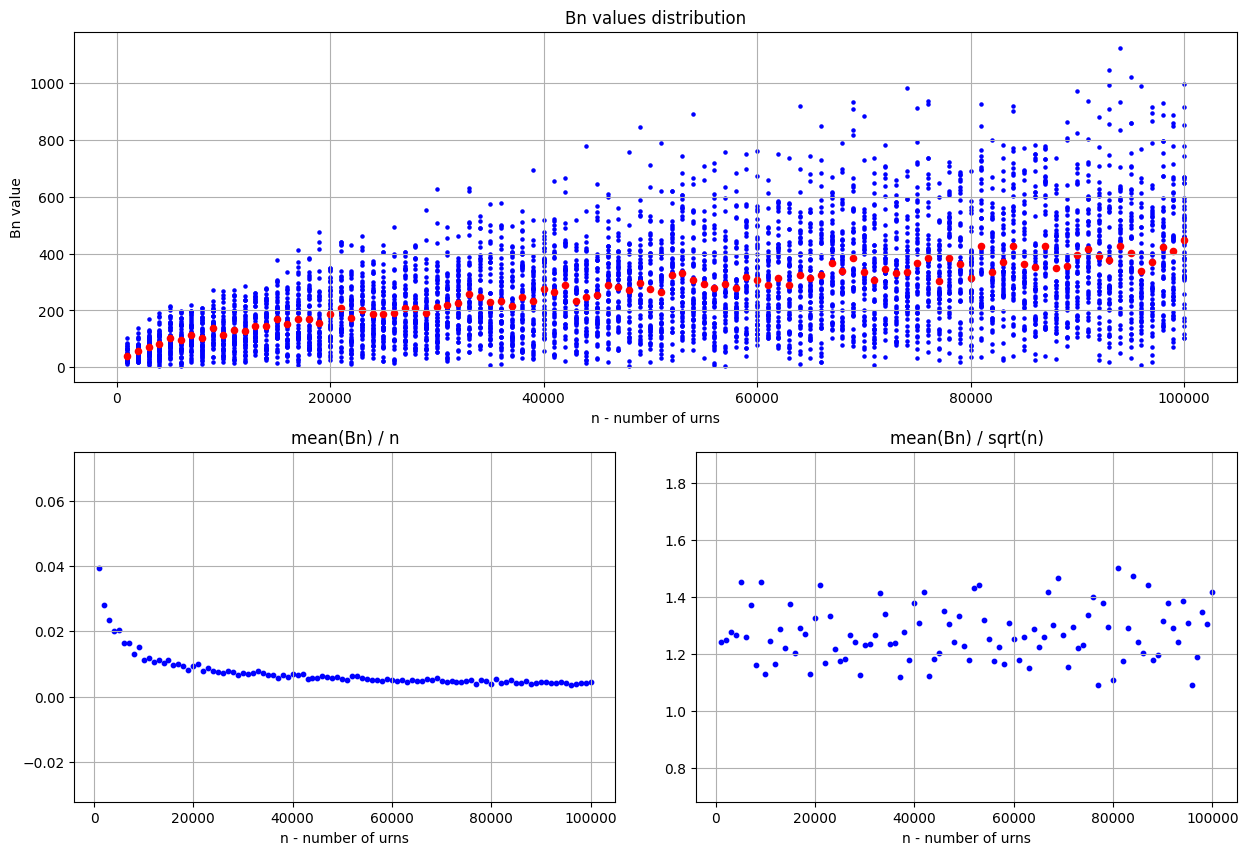 Bn values distribution
Bn value
1000
800
600
400
200
0
0 20000 40000 60000 80000 100000
n - number of urns
mean(Bn) / n
0.06
0.04
0.02
0.00
−0.02
0 20000 40000 60000 80000 100000
n - number of urns
mean(Bn) / sqrt(n)
1.8
1.6
1.4
1.2
1.0
0.8
0 20000 40000 60000 80000 100000
n - number of urns